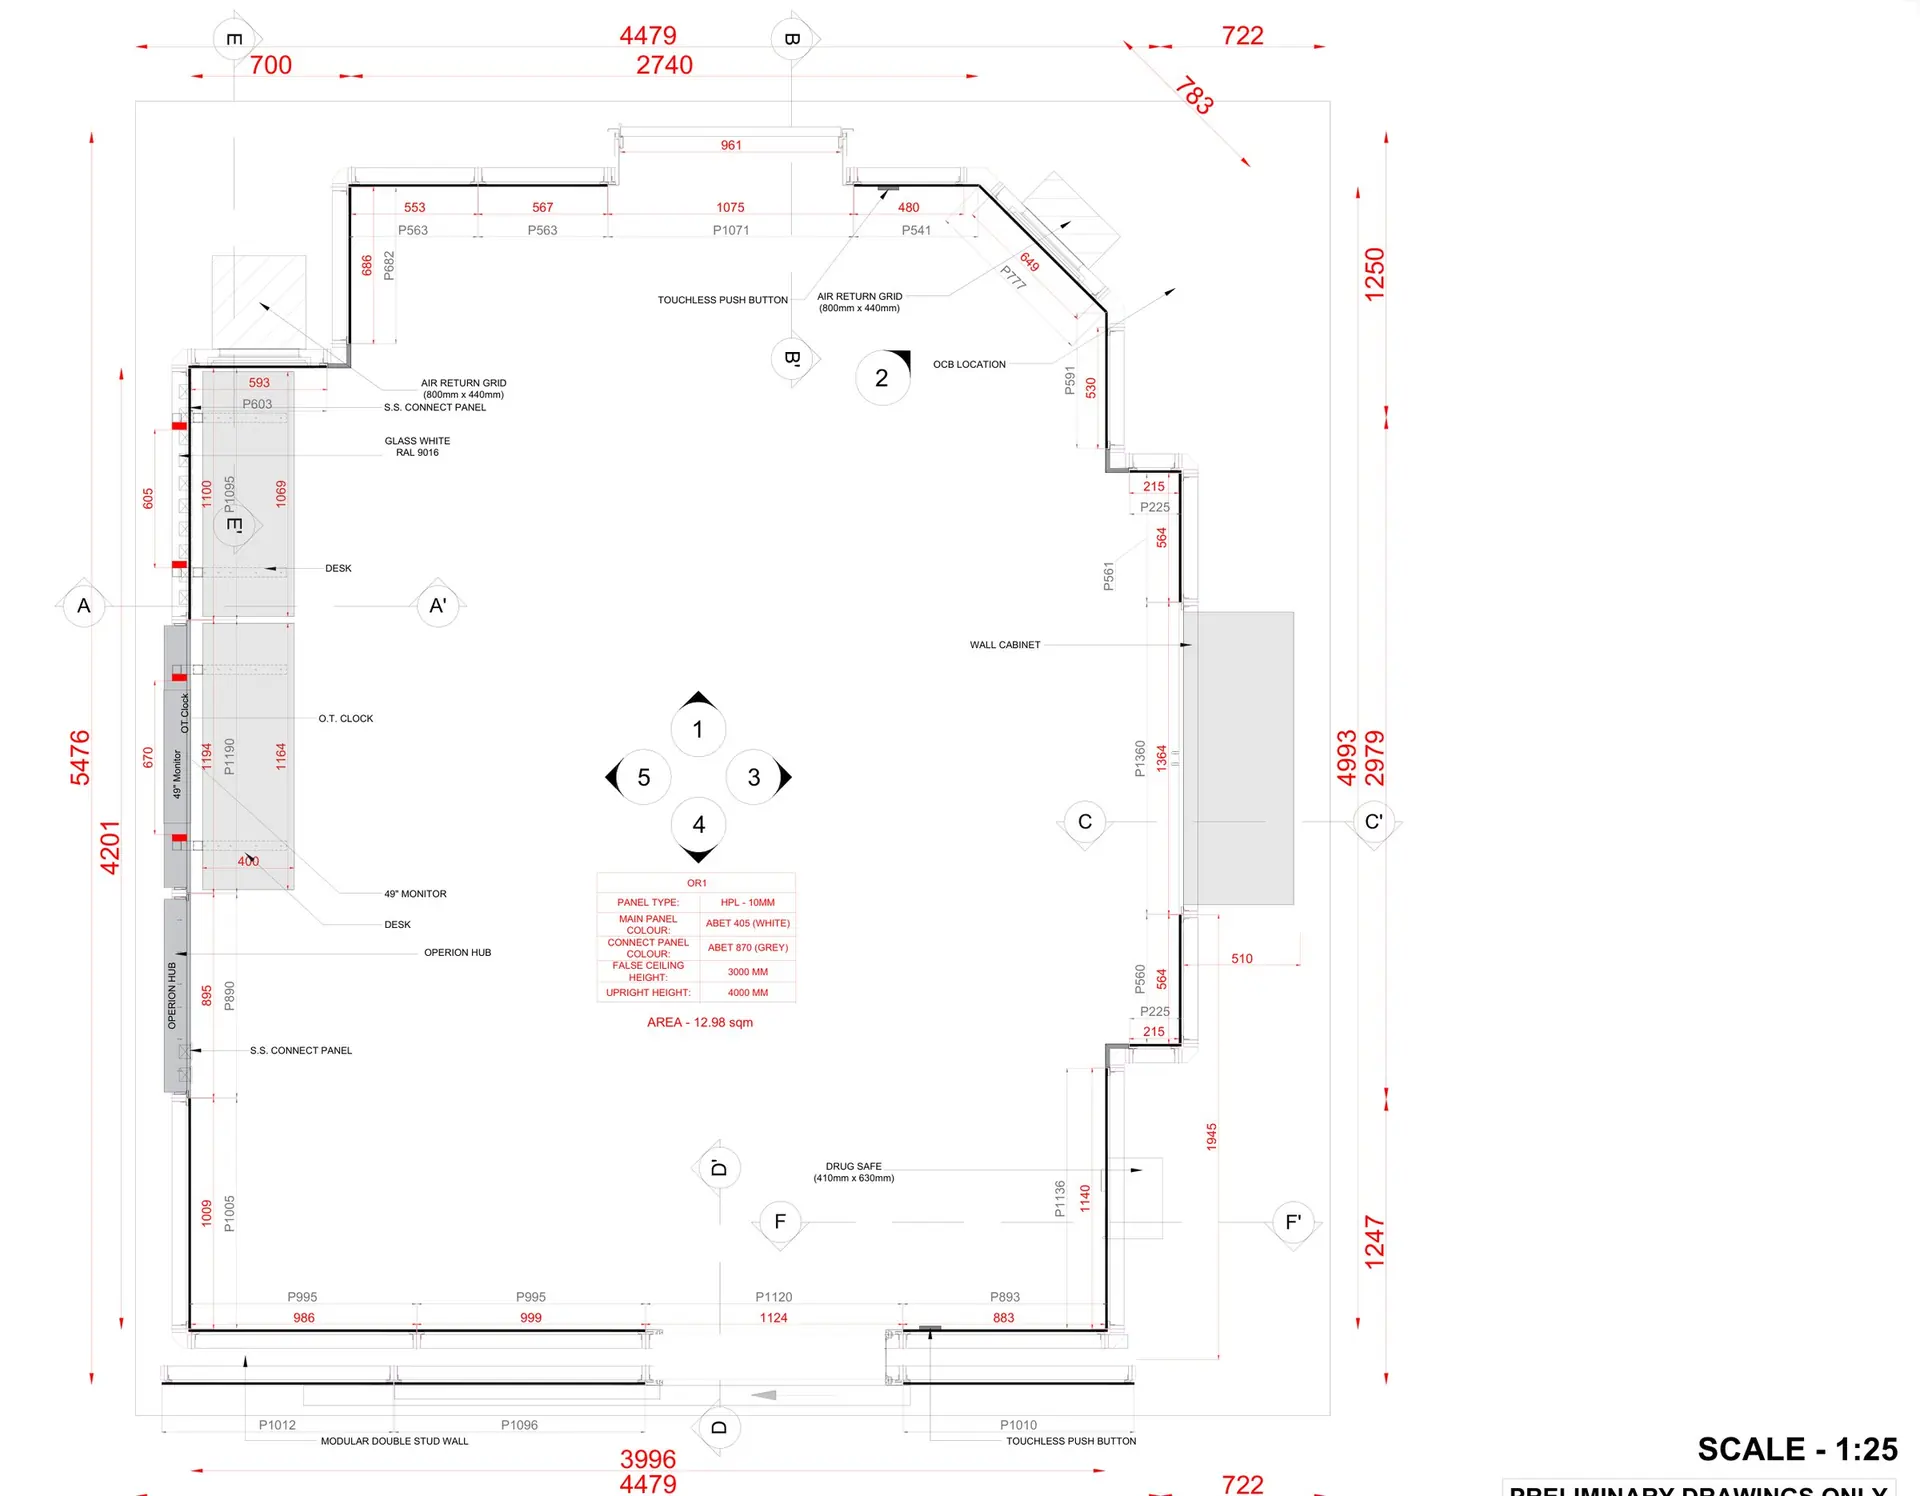 E
B
4479
722
700
2740
783
961
553
567
1075
480
P563
P563
P1071
P541
686
P682
649
P777
TOUCHLESS PUSH BUTTON
AIR RETURN GRID
(800mm x 440mm)
B'
2
OCB LOCATION
P591
530
1250
593
P603
AIR RETURN GRID
(800mm x 440mm)
S.S. CONNECT PANEL
GLASS WHITE
RAL 9016
605
1100
P1095
1069
E'
DESK
215
P225
564
P561
A
A'
WALL CABINET
O.T. CLOCK
OT.Clock
49" Monitor
670
1194
P1190
1164
400
5476
4201
1
5
3
4
P1360
1364
4993
2979
C
C'
49" MONITOR
DESK
OPERION HUB
OPERION HUB
895
P890
S.S. CONNECT PANEL
OR1
PANEL TYPE:
HPL - 10MM
MAIN PANEL
COLOUR:
ABET 405 (WHITE)
CONNECT PANEL
COLOUR:
ABET 870 (GREY)
FALSE CEILING
HEIGHT:
3000 MM
UPRIGHT HEIGHT:
4000 MM
AREA - 12.98 sqm
P560
564
510
P225
215
1945
D'
DRUG SAFE
(410mm x 630mm)
P1136
1140
F
F'
1247
1009
P1005
P995
P995
P1120
P893
986
999
1124
883
P1012
P1096
P1010
D
MODULAR DOUBLE STUD WALL
TOUCHLESS PUSH BUTTON
3996
4479
722
SCALE - 1:25
PRELIMINARY DRAWINGS ONLY